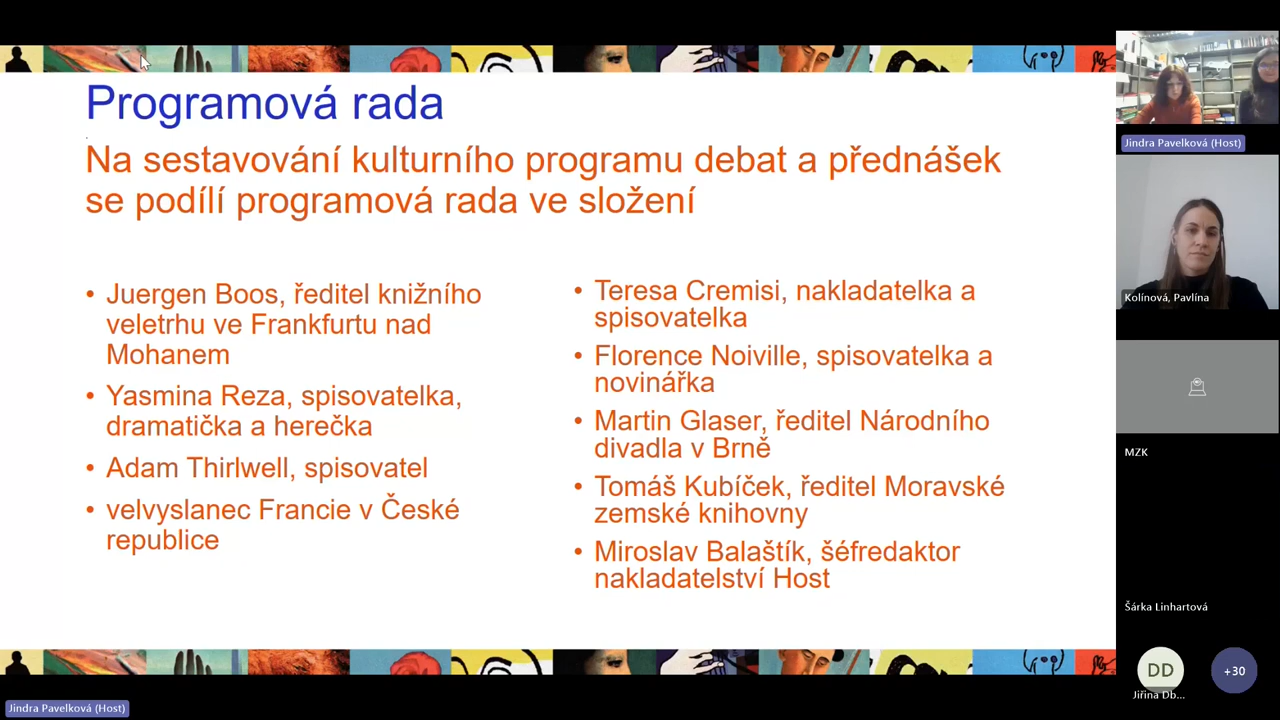 Programová rada
Na sestavování kulturního programu debat a přednášek
se podílí programová rada ve složení
• Juergen Boos, ředitel knižního
veletrhu ve Frankfurtu nad
Mohanem
• Yasmina Reza, spisovatelka,
dramatička a herečka
• Adam Thirlwell, spisovatel
• velvyslanec Francie v České
republice
• Teresa Cremisi, nakladatelka a
spisovatelka
• Florence Noiville, spisovatelka a
novinářka
• Martin Glaser, ředitel Národního
divadla v Brně
• Tomáš Kubíček, ředitel Moravské
zemské knihovny
• Miroslav Balaštík, šéfredaktor
nakladatelství Host
Jindra Pavelková (Host)
Kolínová, Pavlína
MZK
Šárka Linhartová
DD
+30
Jiřina Db...
Jindra Pavelková (Host)